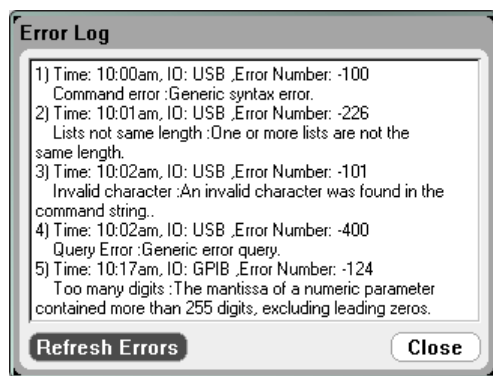 Error Log
1) Time: 10:00am, IO: USB ,Error Number: -100
Command error :Generic syntax error.
2) Time: 10:01am, IO: USB ,Error Number: -226
Lists not same length :One or more lists are not the
same length.
3) Time: 10:02am, IO: USB ,Error Number: -101
Invalid character :An invalid character was found in the
command string..
4) Time: 10:02am, IO: USB ,Error Number: -400
Query Error :Generic error query.
5) Time: 10:17am, IO: GPIB ,Error Number: -124
Too many digits :The mantissa of a numeric parameter
contained more than 255 digits, excluding leading zeros.
Refresh Errors
Close